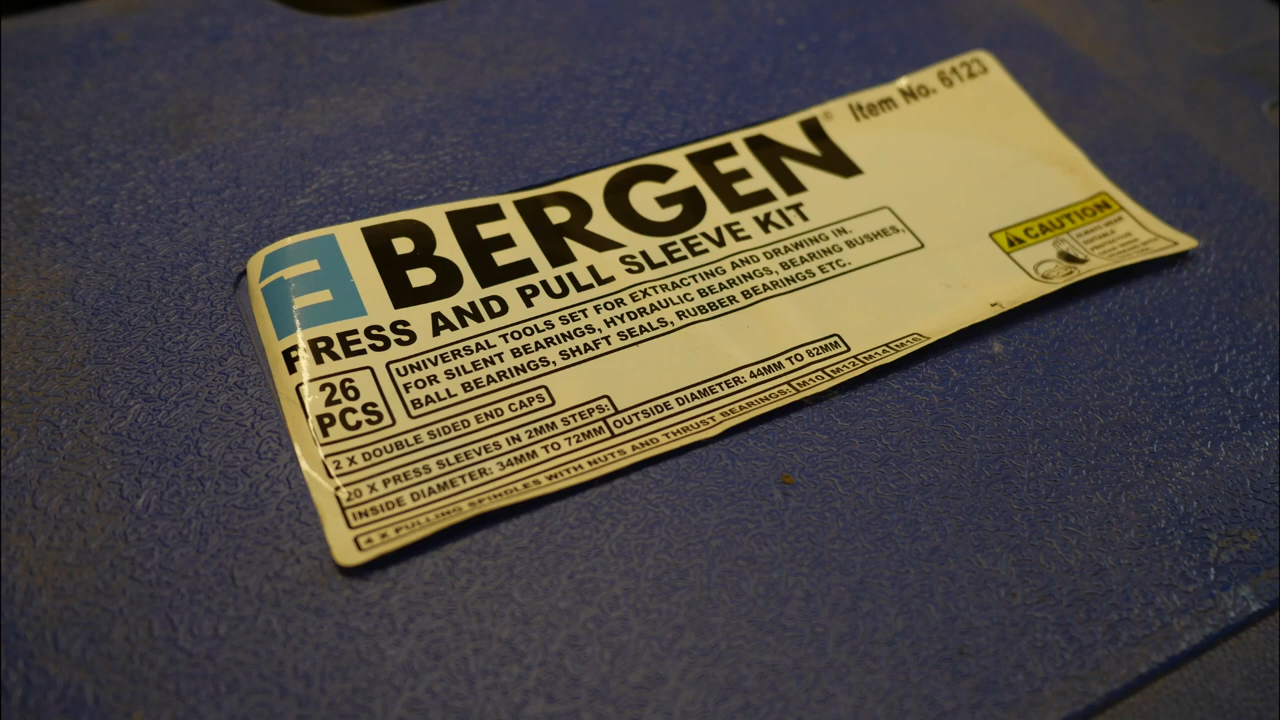 Item No. 6123
BERGEN®
PRESS AND PULL SLEEVE KIT
26
PCS
UNIVERSAL TOOLS SET FOR EXTRACTING AND DRAWING IN.
FOR SILENT BEARINGS, HYDRAULIC BEARINGS, BEARING BUSHES,
BALL BEARINGS, SHAFT SEALS, RUBBER BEARINGS ETC.
2 X DOUBLE SIDED END CAPS
20 X PRESS SLEEVES IN 2MM STEPS:
INSIDE DIAMETER: 34MM TO 72MM OUTSIDE DIAMETER: 44MM TO 82MM
4 X PULLING SPINDLES WITH NUTS AND THRUST BEARINGS: M10 M12 M14 M16
CAUTION